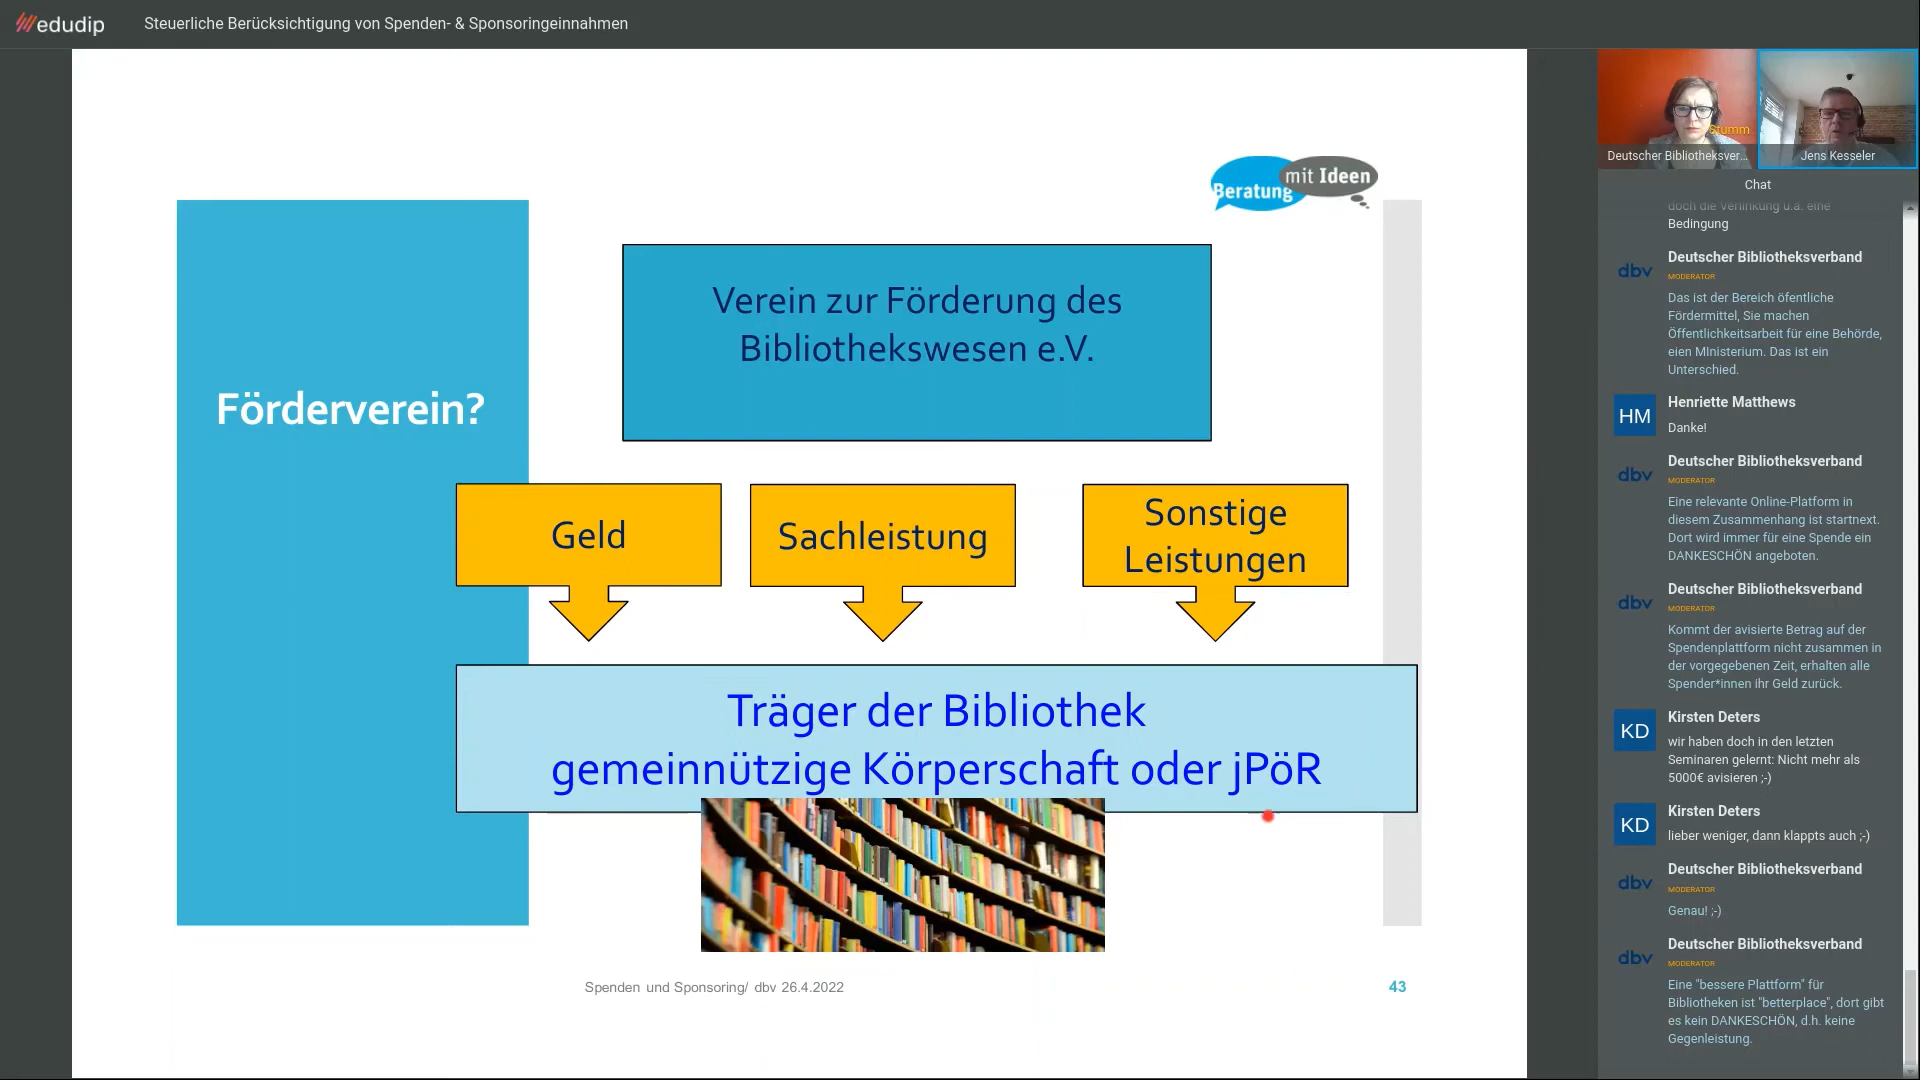 edudip
Steuerliche Berücksichtigung von Spenden- & Sponsoringeinnahmen
Beratung
mit Ideen
Förderverein?
Verein zur Förderung des
Bibliothekswesen e.V.
Geld
Sachleistung
Sonstige
Leistungen
Träger der Bibliothek
gemeinnützige Körperschaft oder jPöR
Spenden und Sponsoring/ dbv 26.4.2022
43
Stumm
Deutscher Bibliotheksver...
Jens Kesseler
Chat
doch die Verlinkung u.a. eine
Bedingung
dbv
Deutscher Bibliotheksverband
MODERATOR
Das ist der Bereich öfentliche
Fördermittel, Sie machen
Öffentlichkeitsarbeit für eine Behörde,
eien MInisterium. Das ist ein
Unterschied.
HM
Henriette Matthews
Danke!
dbv
Deutscher Bibliotheksverband
MODERATOR
Eine relevante Online-Platform in
diesem Zusammenhang ist startnext.
Dort wird immer für eine Spende ein
DANKESCHÖN angeboten.
dbv
Deutscher Bibliotheksverband
MODERATOR
Kommt der avisierte Betrag auf der
Spendenplattform nicht zusammen in
der vorgegebenen Zeit, erhalten alle
Spender*innen ihr Geld zurück.
KD
Kirsten Deters
wir haben doch in den letzten
Seminaren gelernt: Nicht mehr als
5000€ avisieren ;-)
KD
Kirsten Deters
lieber weniger, dann klappts auch ;-)
dbv
Deutscher Bibliotheksverband
MODERATOR
Genau! ;-)
dbv
Deutscher Bibliotheksverband
MODERATOR
Eine "bessere Plattform" für
Bibliotheken ist "betterplace", dort gibt
es kein DANKESCHÖN, d.h. keine
Gegenleistung.